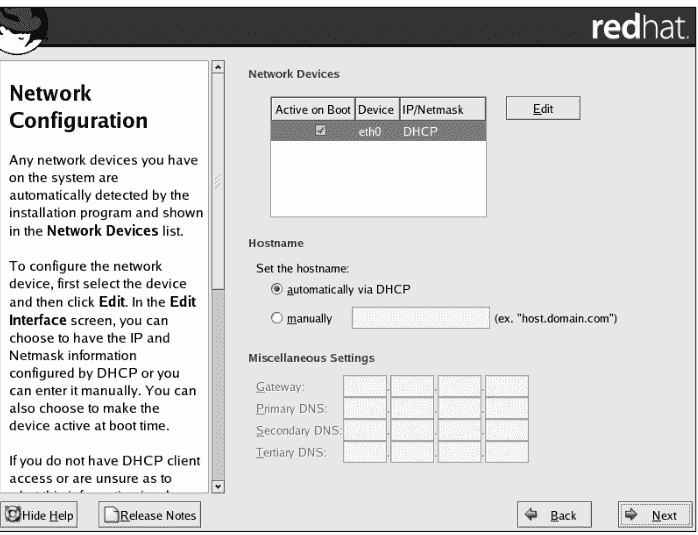 redhat.
Network
Configuration
Any network devices you have
on the system are
automatically detected by the
installation program and shown
in the Network Devices list.
To configure the network
device, first select the device
and then click Edit. In the Edit
Interface screen, you can
choose to have the IP and
Netmask information
configured by DHCP or you
can enter it manually. You can
also choose to make the
device active at boot time.
If you do not have DHCP client
access or are unsure as to
Network Devices
Active on Boot Device IP/Netmask
eth0 DHCP
Edit
Hostname
Set the hostname:
automatically via DHCP
manually (ex. "host.domain.com")
Miscellaneous Settings
Gateway:
Primary DNS:
Secondary DNS:
Tertiary DNS:
Hide Help
Release Notes
Back
Next